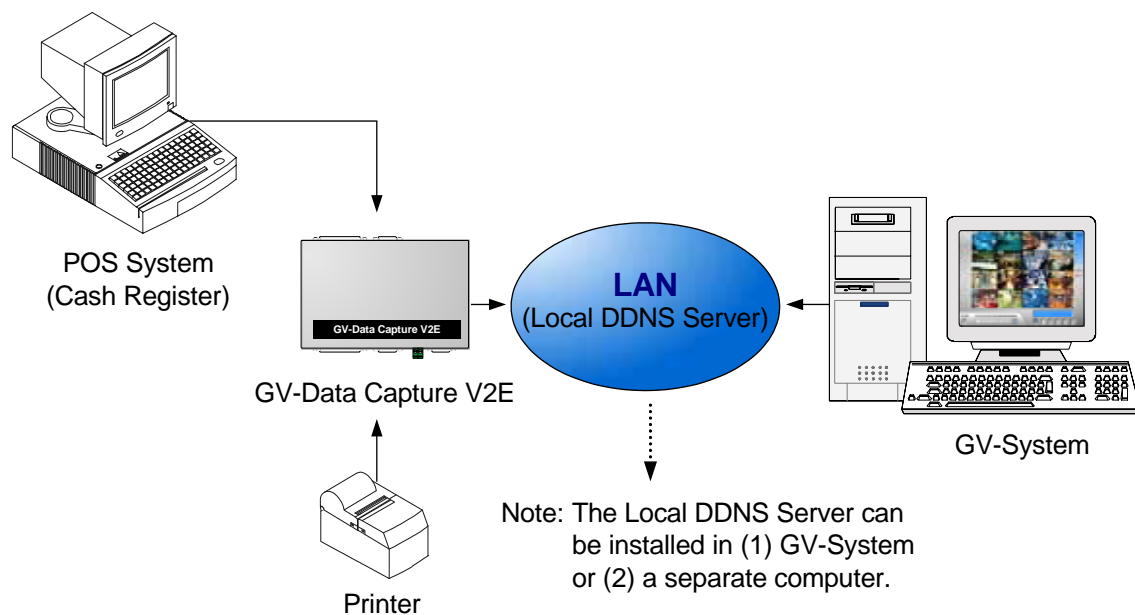 POS System
(Cash Register)
GV-Data Capture V2E
GV-Data Capture V2E
LAN
(Local DDNS Server)
GV-System
Note: The Local DDNS Server can
be installed in (1) GV-System
or (2) a separate computer.
Printer